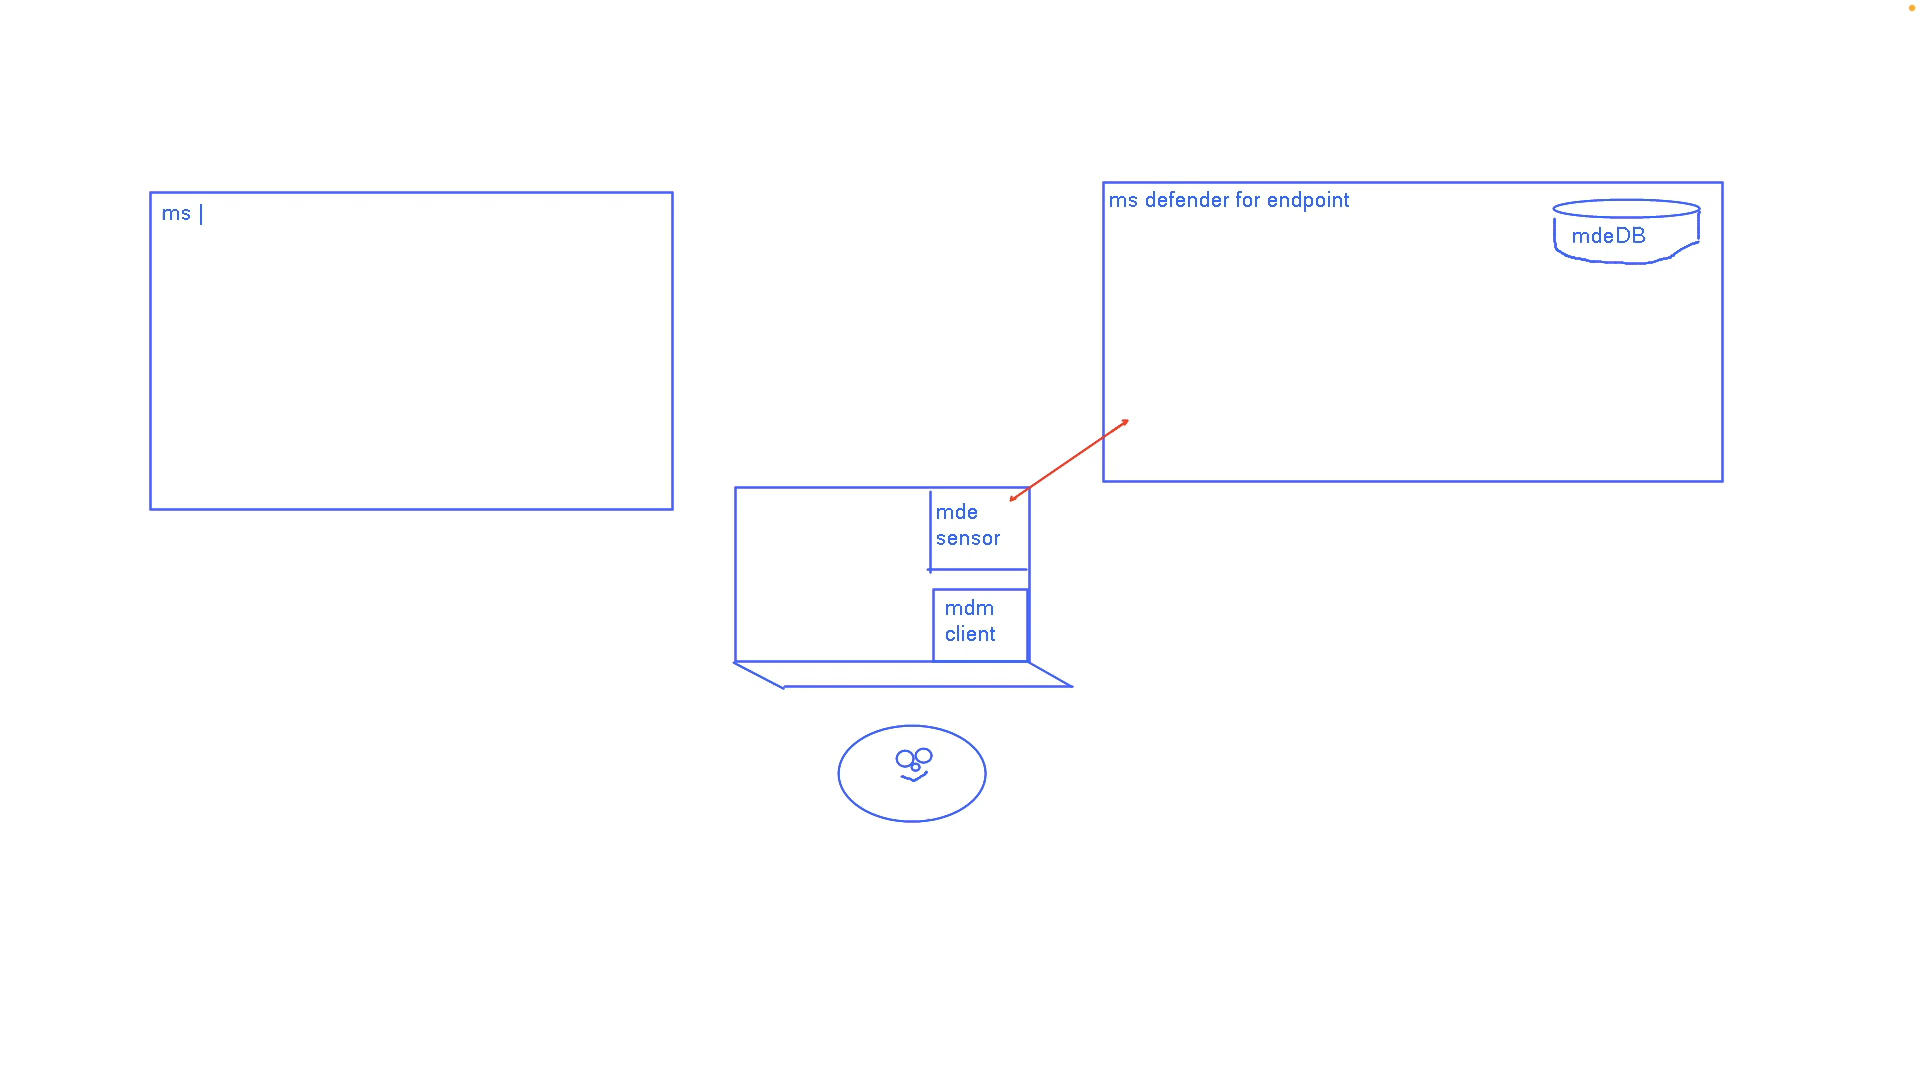 ms
ms defender for endpoint
mdeDB
mde
sensor
mdm
client